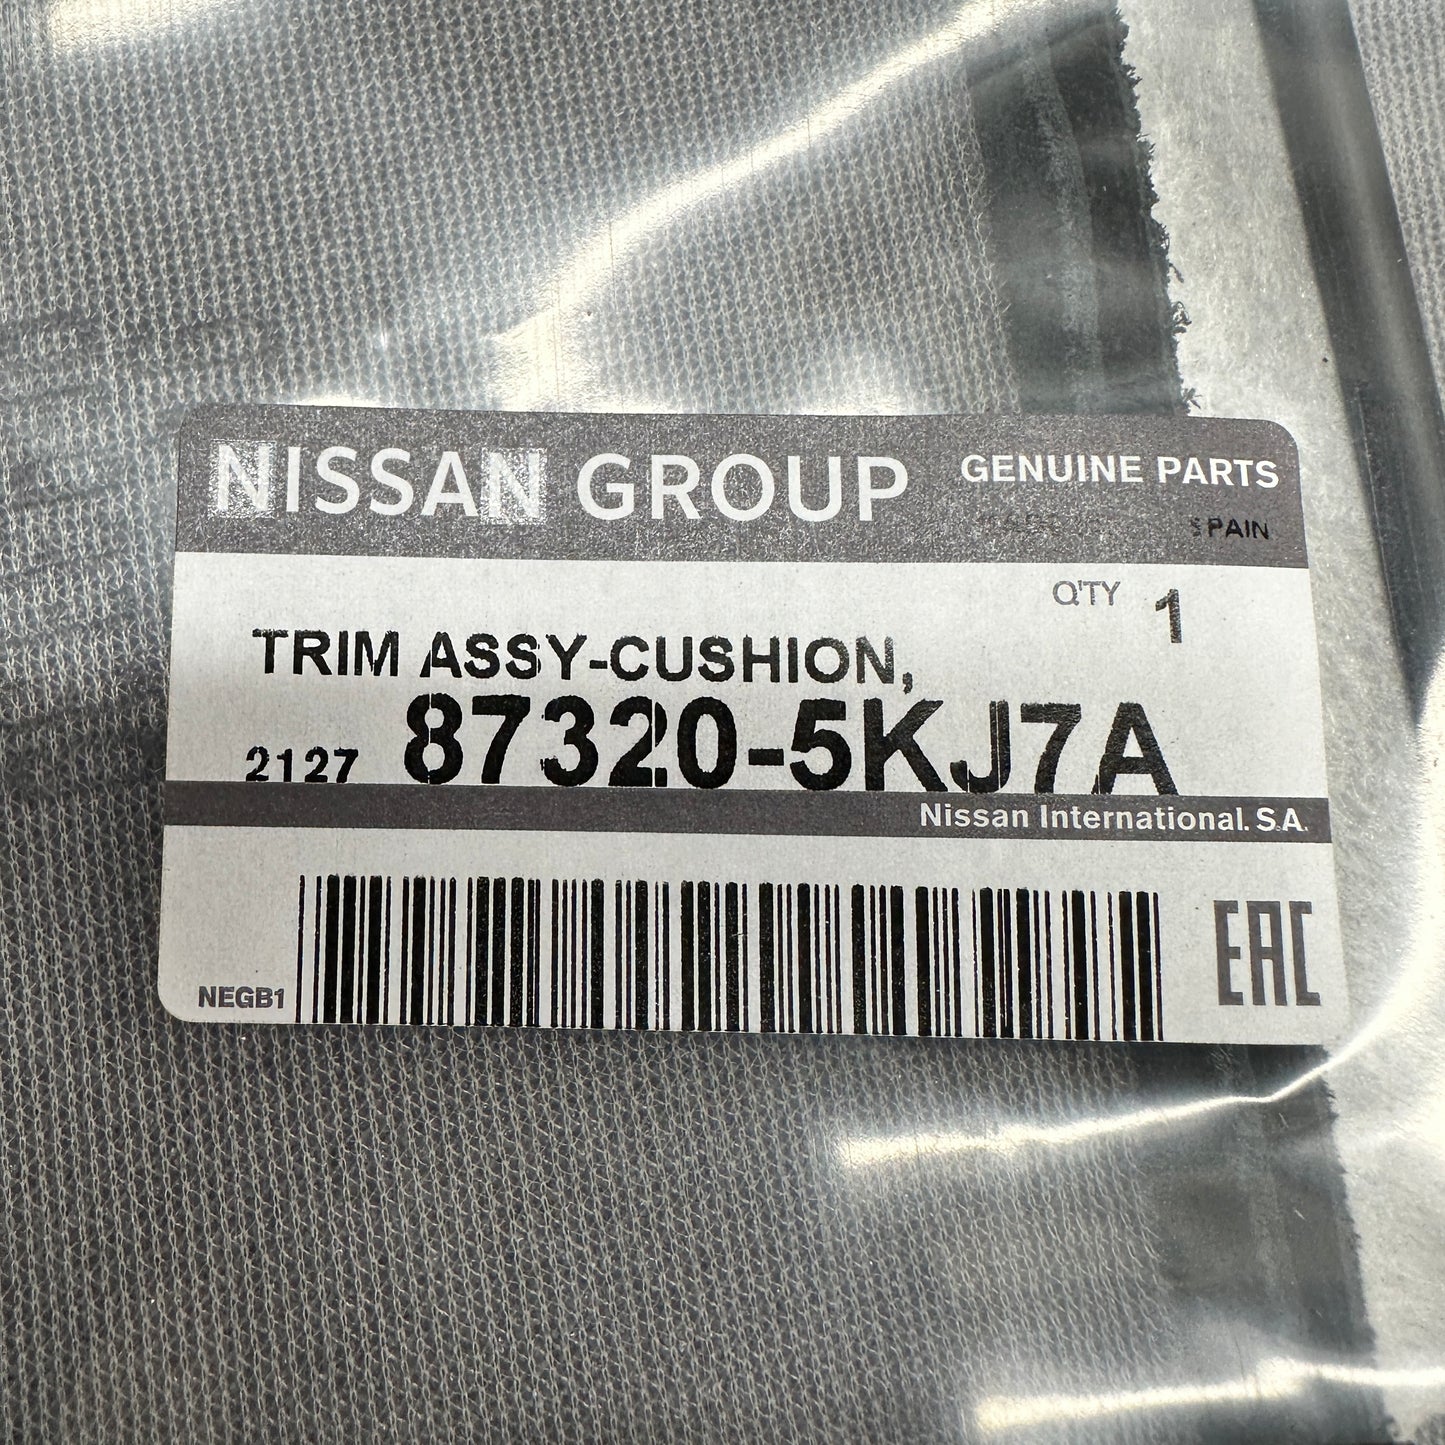 NISSAN GROUP
GENUINE PARTS
SPAIN
Q'TY 1
TRIM ASSY-CUSHION,
2127 87320-5KJ7A
Nissan International. S.A.
NEGB1
EAC